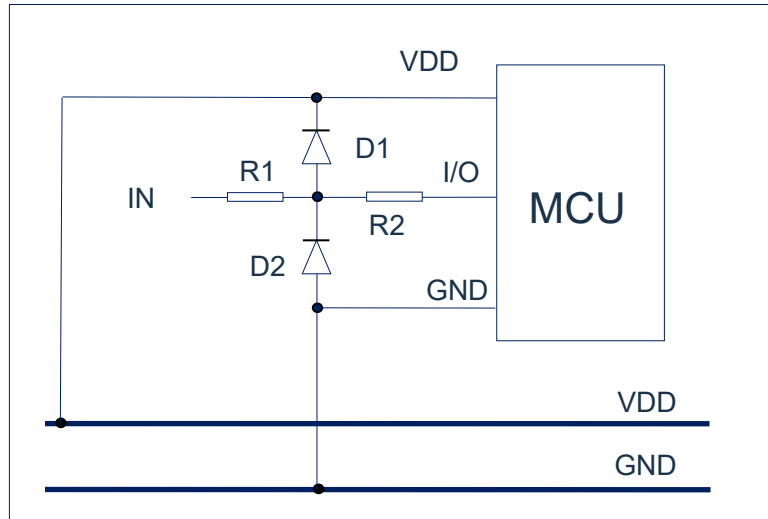 VDD
D1
R1
I/O
IN
MCU
R2
D2
GND
VDD
GND